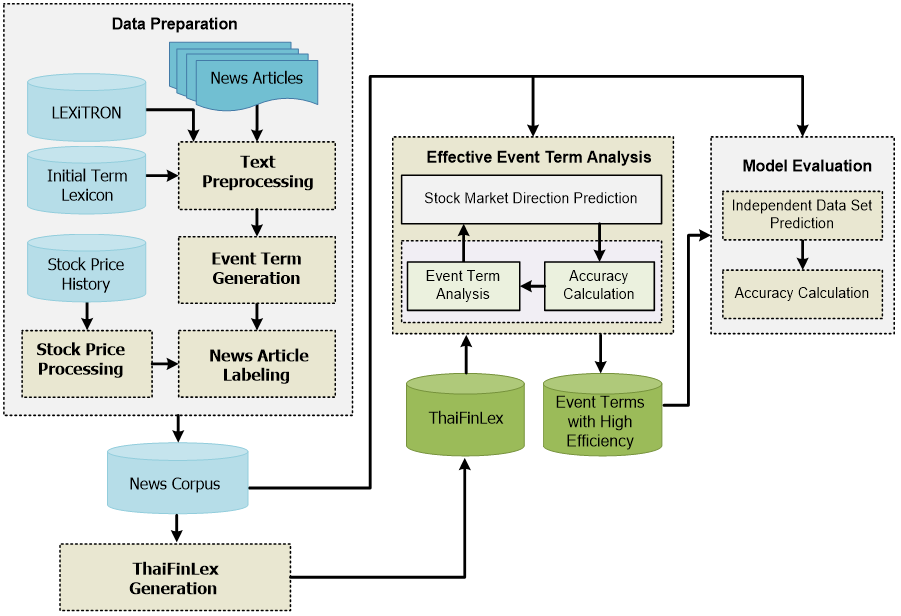 Data Preparation
News Articles
LEXiTRON
Text
Preprocessing
Initial Term
Lexicon
Stock Price
History
Event Term
Generation
Stock Price
Processing
News Article
Labeling
News Corpus
ThaiFinLex
Generation
Effective Event Term Analysis
Stock Market Direction Prediction
Event Term
Analysis
Accuracy
Calculation
ThaiFinLex
Event Terms
with High
Efficiency
Model Evaluation
Independent Data Set
Prediction
Accuracy Calculation